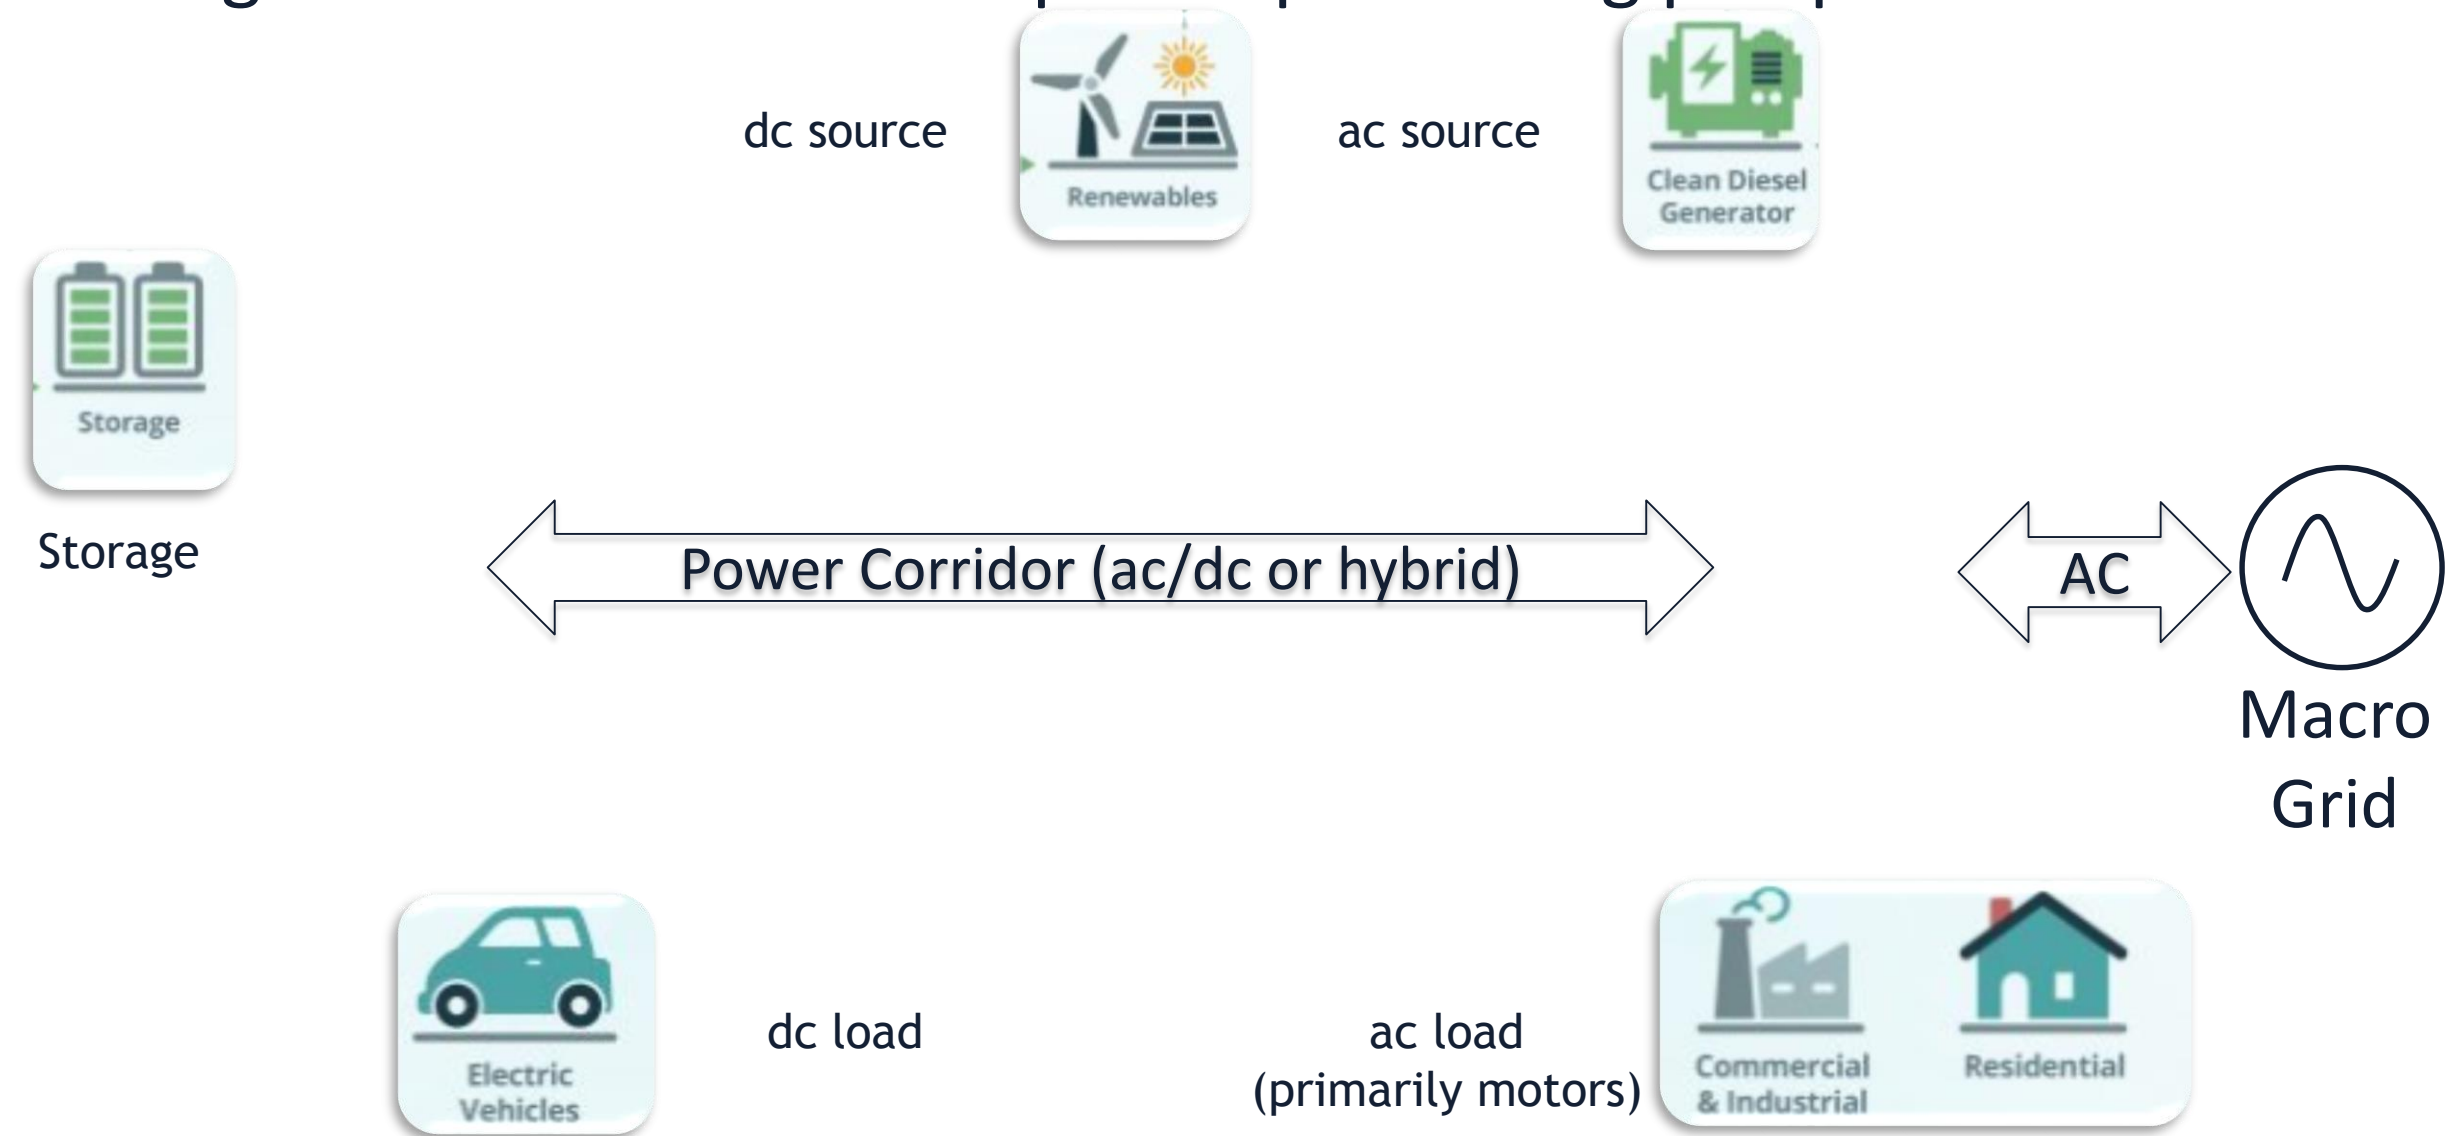 dc source
Renewables
ac source
Clean Diesel
Generator
Storage
Storage
Power Corridor (ac/dc or hybrid)
AC
Macro
Grid
Electric
Vehicles
dc load
ac load
(primarily motors)
Commercial
& Industrial
Residential